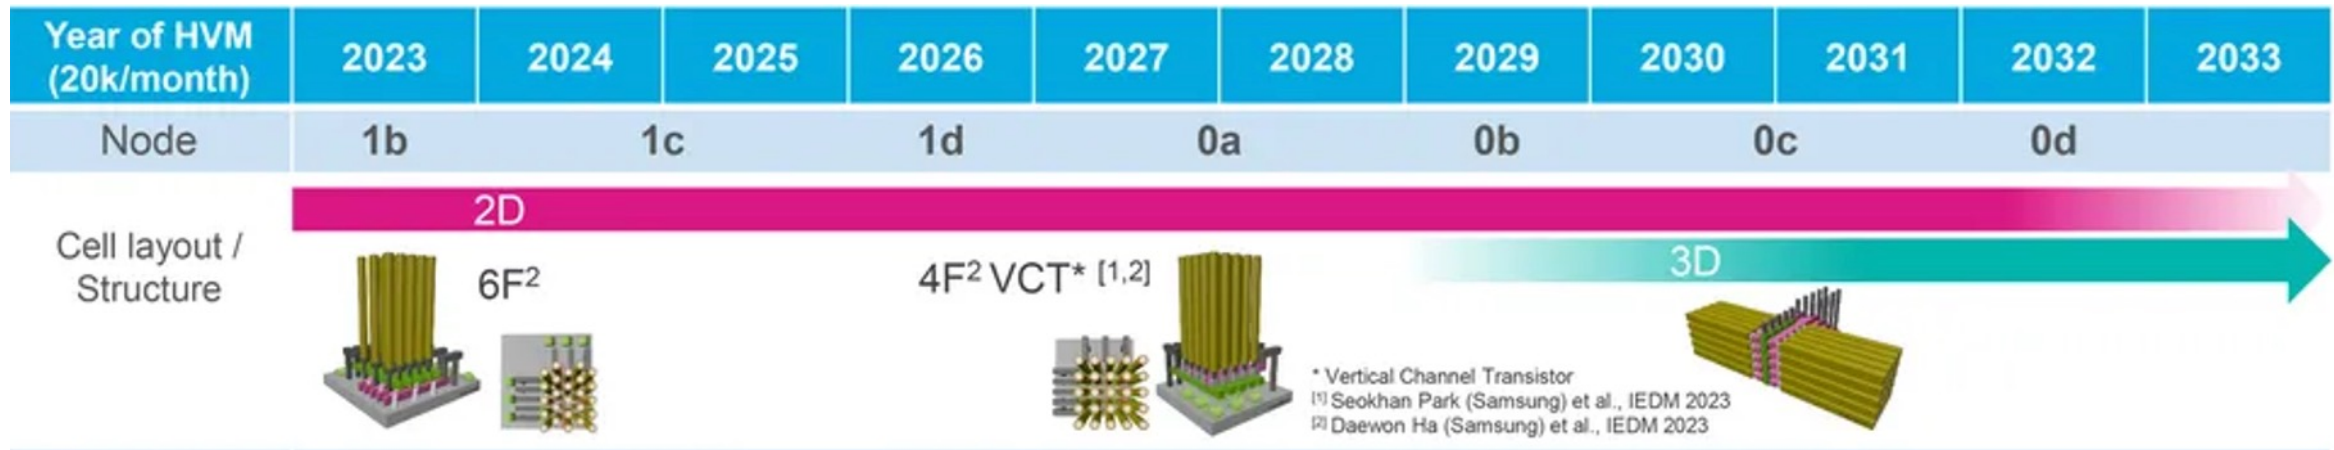 Year of HVM
(20k/month)
2023 2024 2025 2026 2027 2028 2029 2030 2031 2032 2033
Node 1b 1c 1d 0a 0b 0c 0d
2D
Cell layout /
Structure
3D
6F²
4F² VCT* [1,2]
* Vertical Channel Transistor
[1] Seokhan Park (Samsung) et al., IEDM 2023
[2] Daewon Ha (Samsung) et al., IEDM 2023